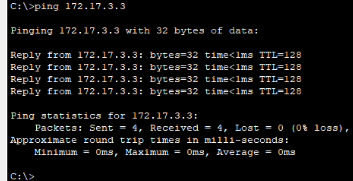 C:\>ping 172.17.3.3
Pinging 172.17.3.3 with 32 bytes of data:
Reply from 172.17.3.3: bytes=32 time<1ms TTL=128
Reply from 172.17.3.3: bytes=32 time<1ms TTL=128
Reply from 172.17.3.3: bytes=32 time<1ms TTL=128
Reply from 172.17.3.3: bytes=32 time<1ms TTL=128
Ping statistics for 172.17.3.3:
    Packets: Sent = 4, Received = 4, Lost = 0 (0% loss),
Approximate round trip times in milli-seconds:
    Minimum = 0ms, Maximum = 0ms, Average = 0ms
C:\>